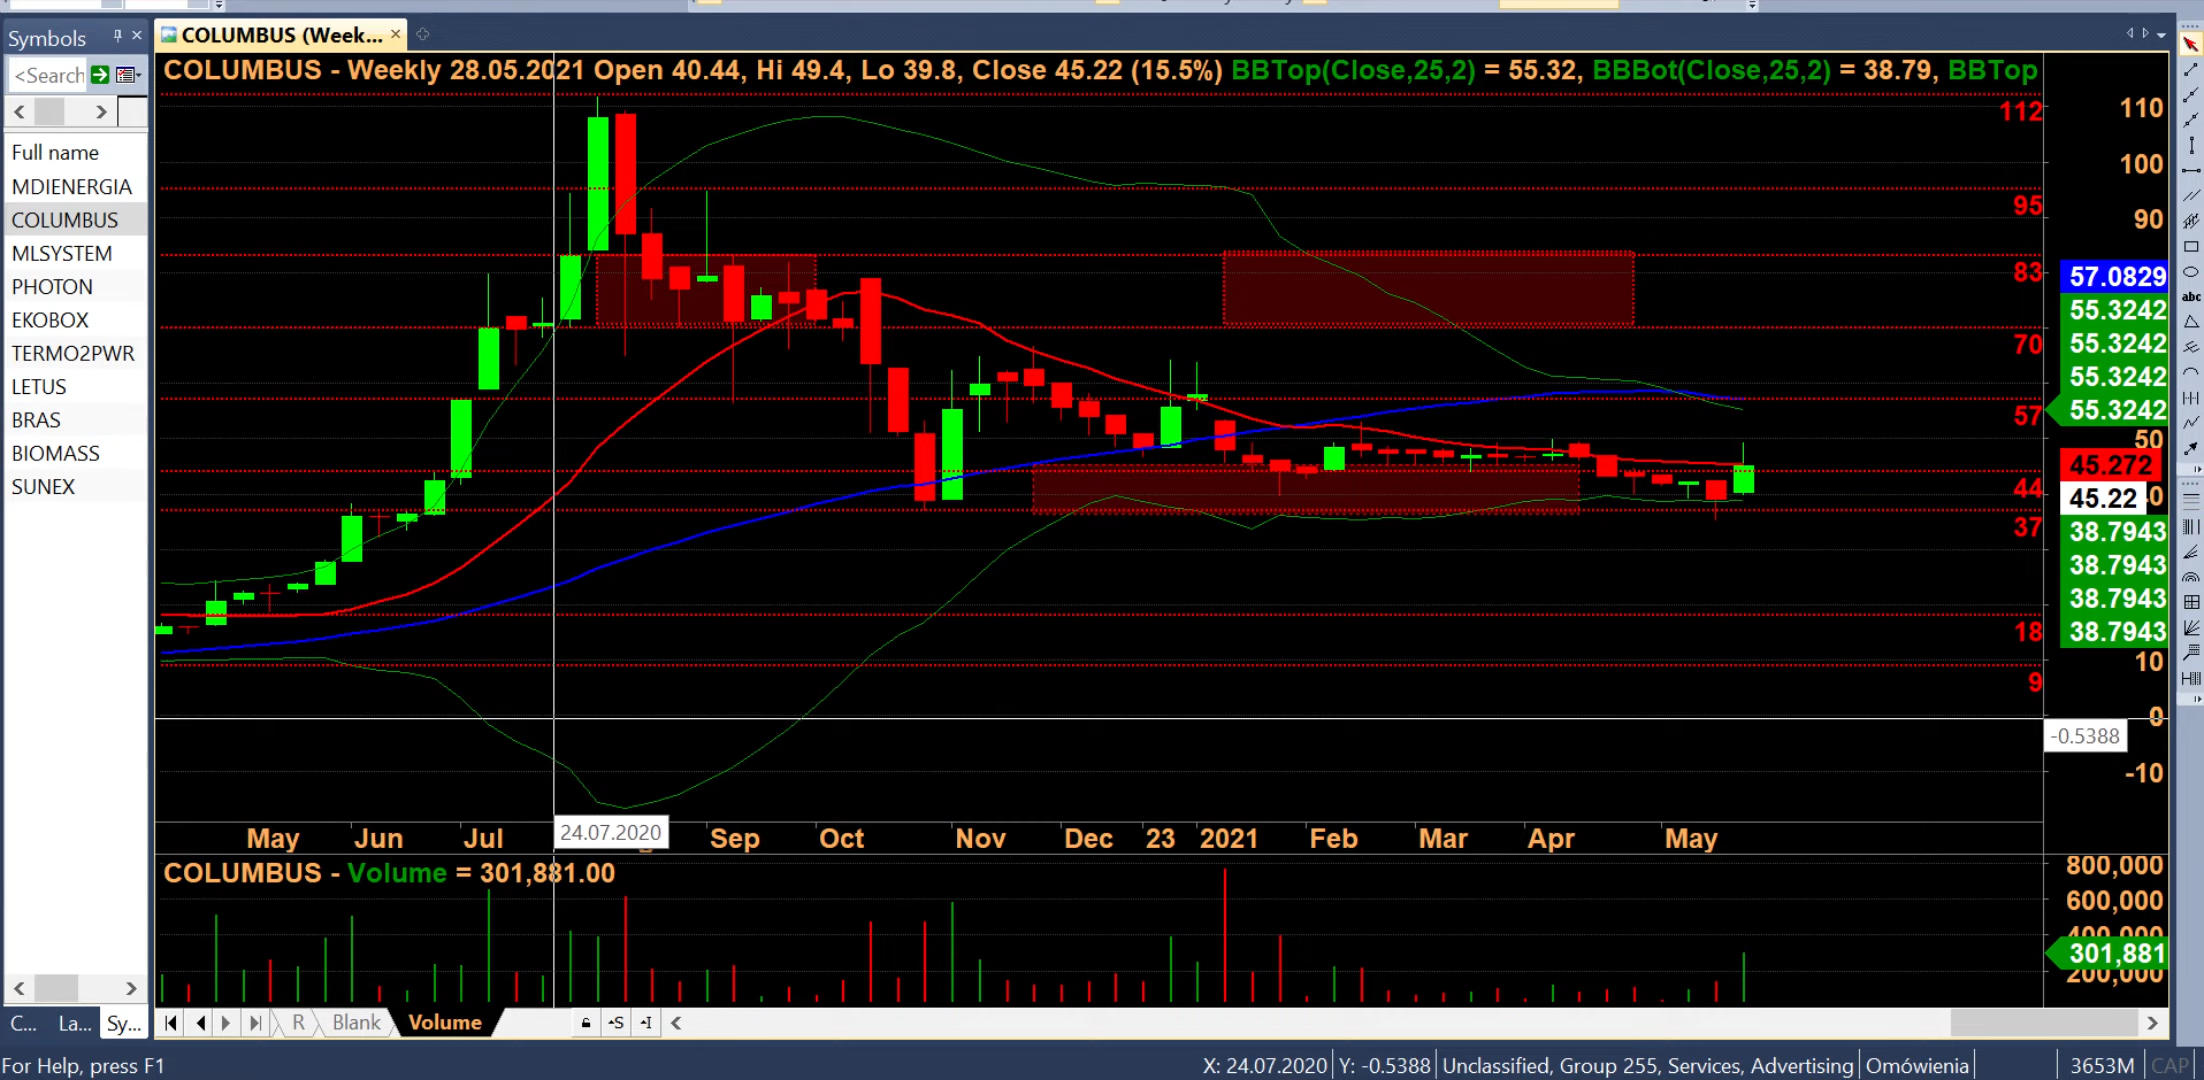 Symbols
COLUMBUS (Week...
<Search
COLUMBUS - Weekly 28.05.2021 Open 40.44, Hi 49.4, Lo 39.8, Close 45.22 (15.5%) BBTop(Close,25,2) = 55.32, BBBot(Close,25,2) = 38.79, BBTop
Full name
MDIENERGIA
COLUMBUS
MLSYSTEM
PHOTON
EKOBOX
TERMO2PWR
LETUS
BRAS
BIOMASS
SUNEX
112
95
83
70
57
44
37
18
9
110
100
90
57.0829
55.3242
55.3242
55.3242
55.3242
50
45.272
45.22
38.7943
38.7943
38.7943
38.7943
10
0
-0.5388
-10
abc
May
Jun
Jul
24.07.2020
Sep
Oct
Nov
Dec
23
2021
Feb
Mar
Apr
May
COLUMBUS - Volume = 301,881.00
800,000
600,000
400,000
301,881
200,000
C...
La...
Sy...
R
Blank
Volume
S
I
For Help, press F1
X: 24.07.2020
Y: -0.5388
Unclassified, Group 255, Services, Advertising
Omówienia
3653M
CAP